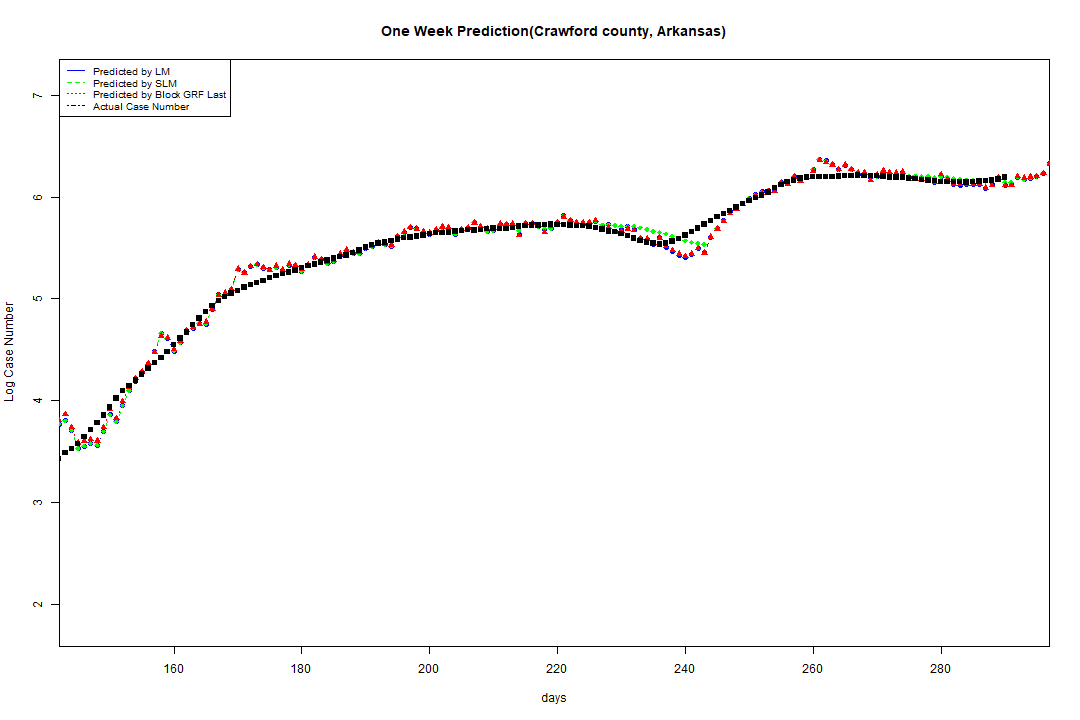 One Week Prediction(Crawford county, Arkansas)
Predicted by LM
Predicted by SLM
Predicted by Block GRF Last
Actual Case Number
7
6
5
4
3
2
Log Case Number
160 180 200 220 240 260 280
days